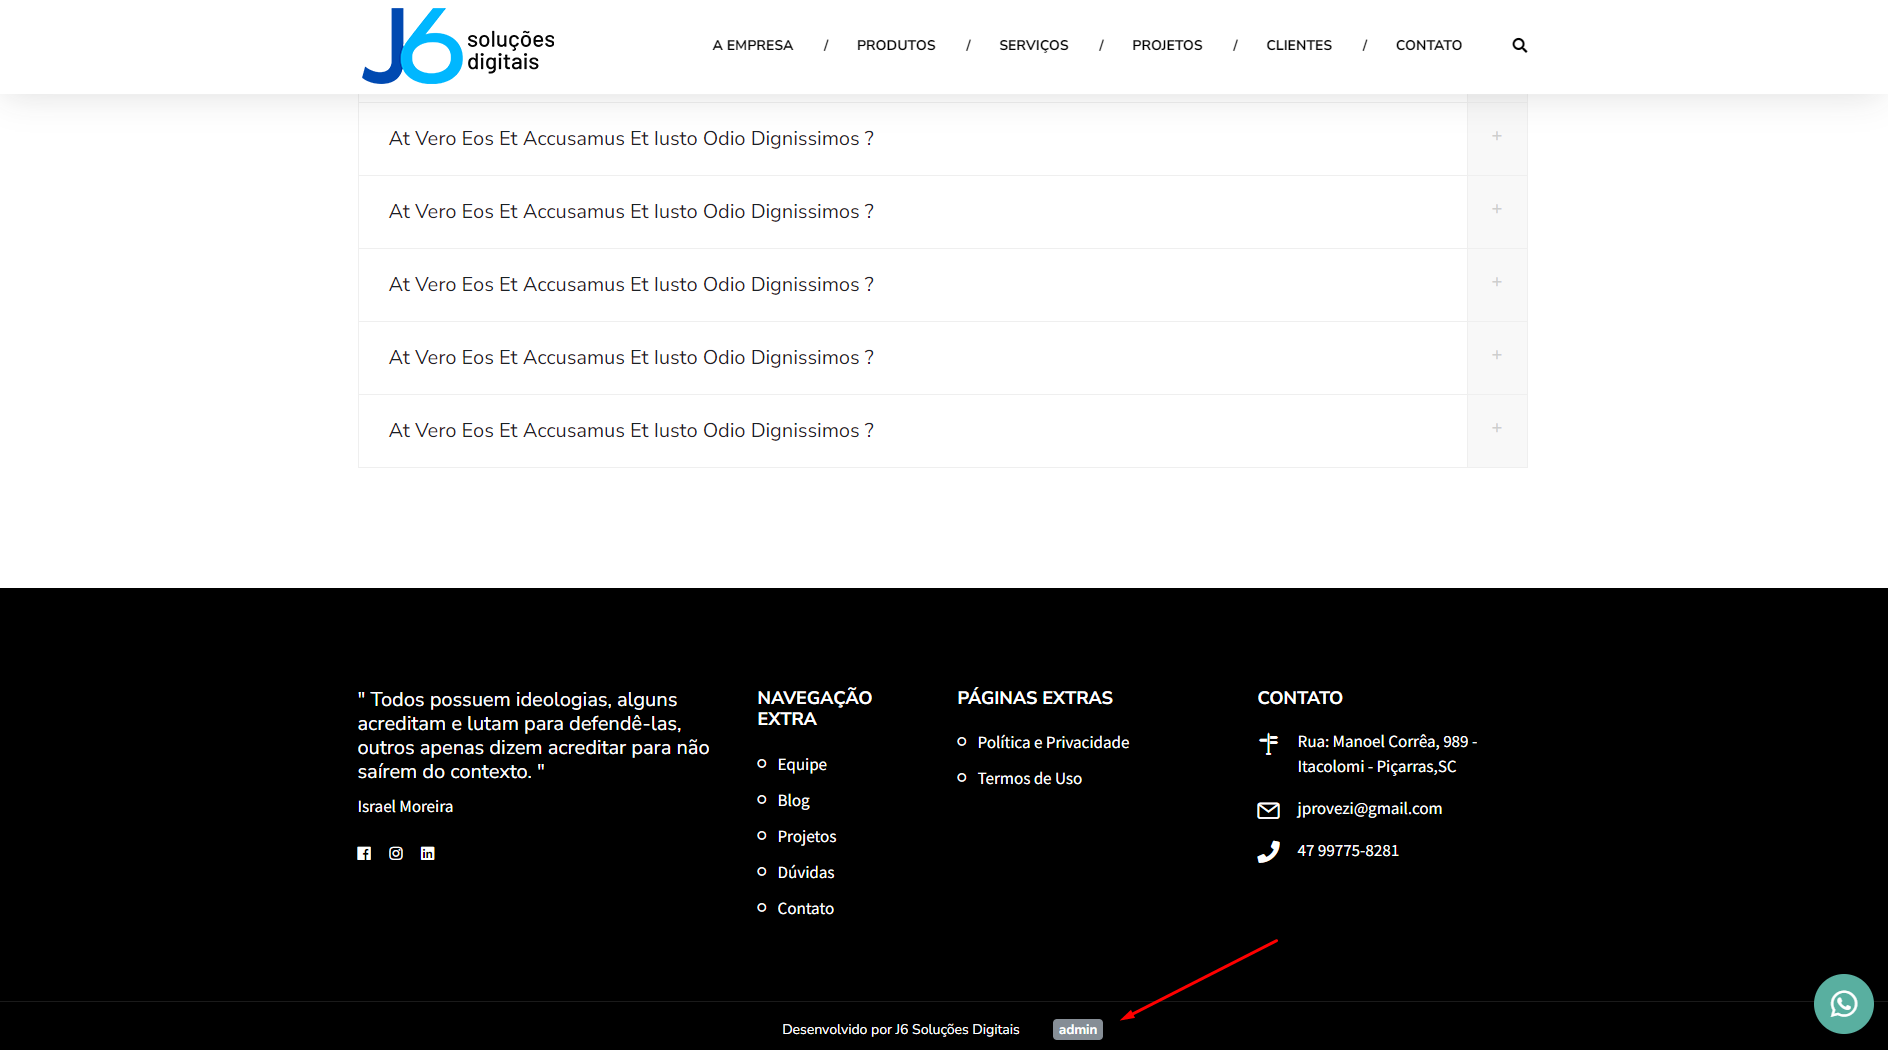 J6 soluções
digitais
A EMPRESA / PRODUTOS / SERVIÇOS / PROJETOS / CLIENTES / CONTATO
At Vero Eos Et Accusamus Et Iusto Odio Dignissimos ? +
At Vero Eos Et Accusamus Et Iusto Odio Dignissimos ? +
At Vero Eos Et Accusamus Et Iusto Odio Dignissimos ? +
At Vero Eos Et Accusamus Et Iusto Odio Dignissimos ? +
At Vero Eos Et Accusamus Et Iusto Odio Dignissimos ? +
" Todos possuem ideologias, alguns
acreditam e lutam para defendê-las,
outros apenas dizem acreditar para não
saírem do contexto. "
Israel Moreira
NAVEGAÇÃO
EXTRA
Equipe
Blog
Projetos
Dúvidas
Contato
PÁGINAS EXTRAS
Política e Privacidade
Termos de Uso
CONTATO
Rua: Manoel Corrêa, 989 -
Itacolomi - Piçarras,SC
jprovezi@gmail.com
47 99775-8281
Desenvolvido por J6 Soluções Digitais admin